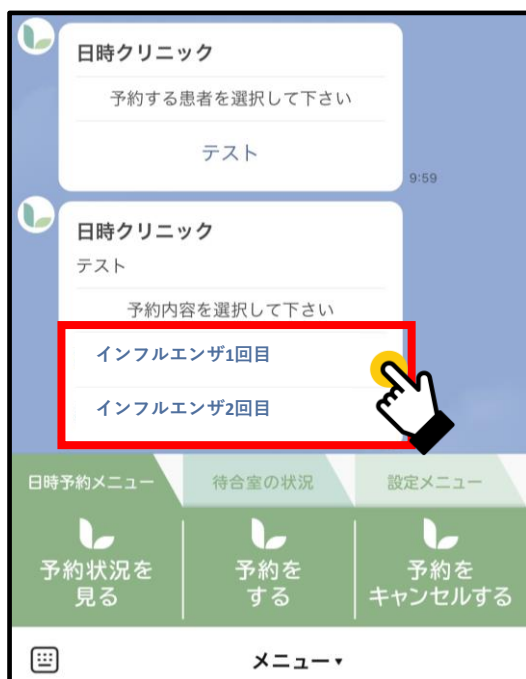 日時クリニック
予約する患者を選択して下さい
テスト
9:59
日時クリニック
テスト
予約内容を選択して下さい
インフルエンザ1回目
インフルエンザ2回目
日時予約メニュー
待合室の状況
設定メニュー
予約状況を
見る
予約を
する
予約を
キャンセルする
メニュー▼